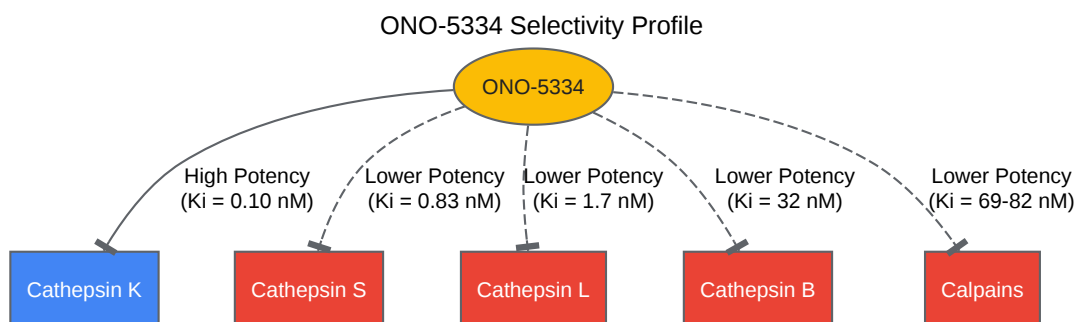 ONO-5334 Selectivity Profile
ONO-5334
High Potency
(Ki = 0.10 nM)
Lower Potency
(Ki = 0.83 nM)
Lower Potency
(Ki = 1.7 nM)
Lower Potency
(Ki = 32 nM)
Lower Potency
(Ki = 69-82 nM)
Cathepsin K
Cathepsin S
Cathepsin L
Cathepsin B
Calpains